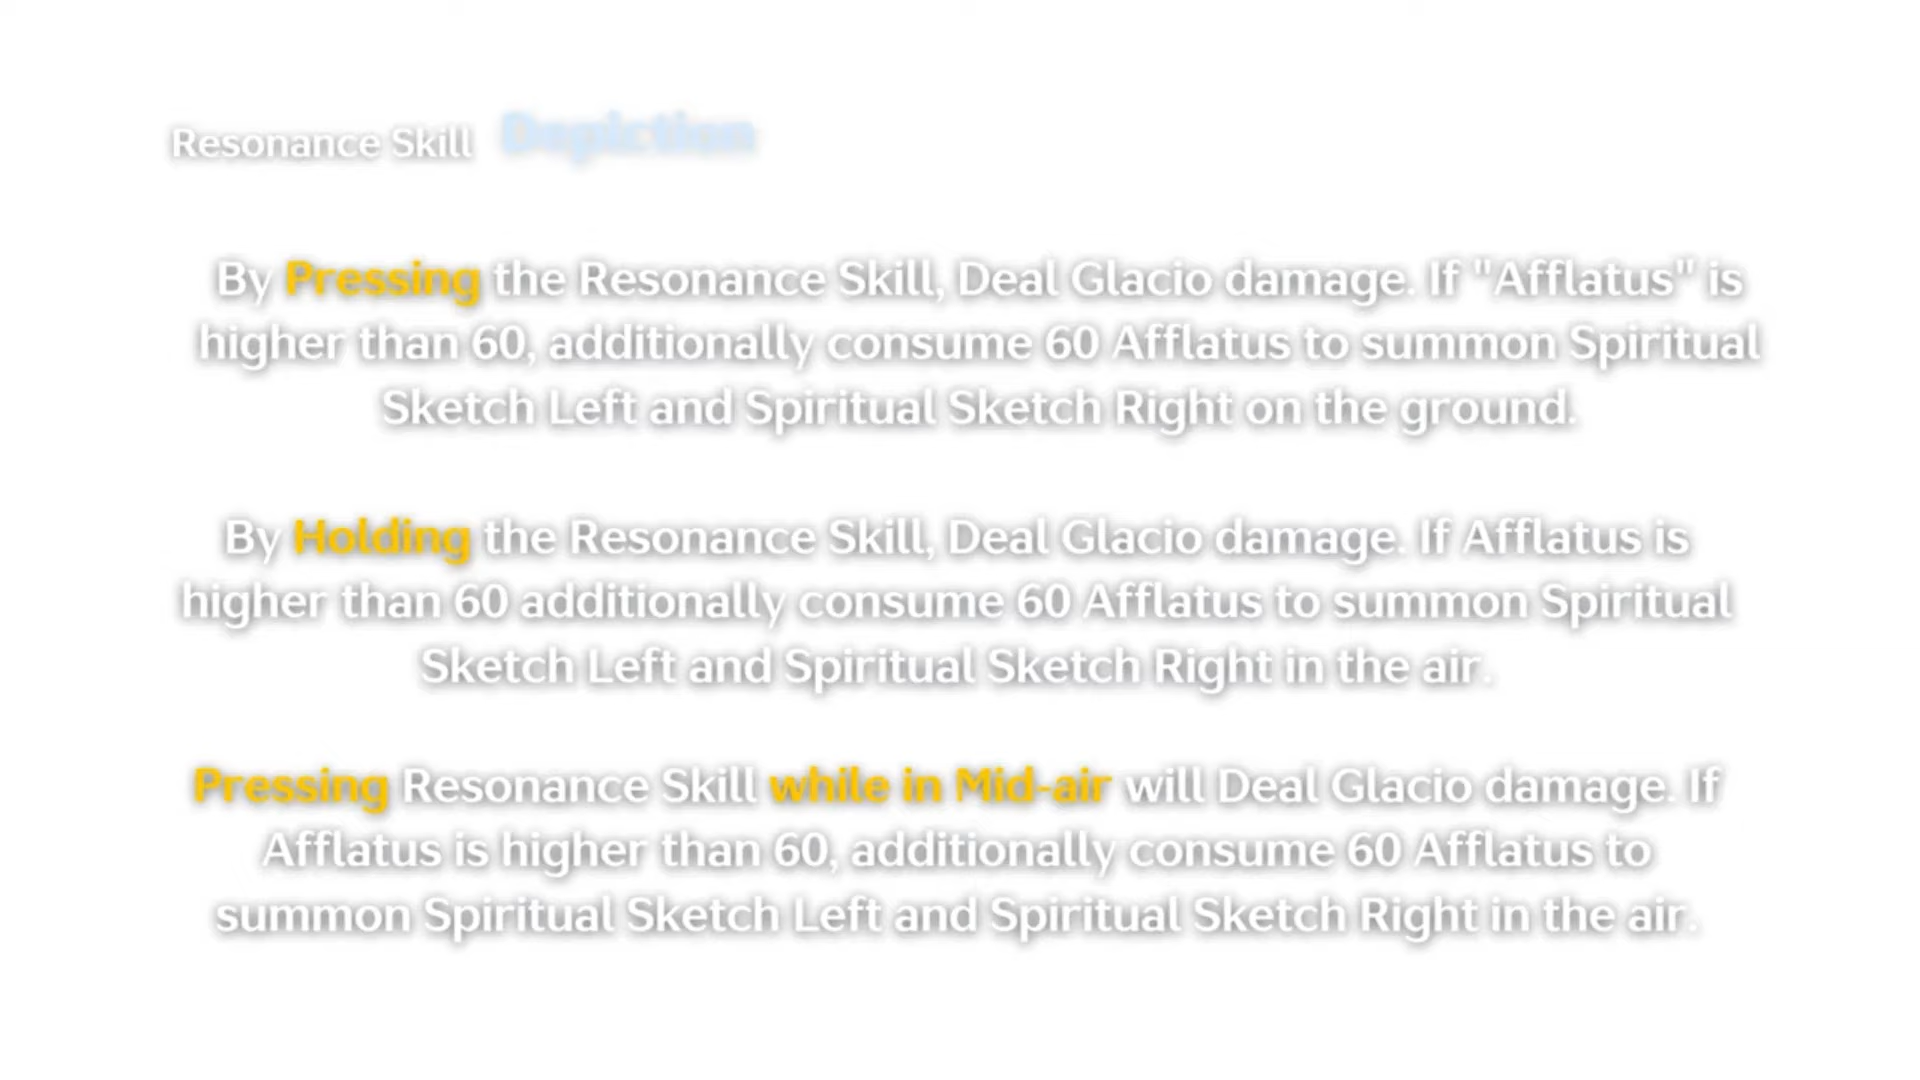 Resonance Skill Depiction
By Pressing the Resonance Skill, Deal Glacio damage. If "Afflatus" is
higher than 60, additionally consume 60 Afflatus to summon Spiritual
Sketch Left and Spiritual Sketch Right on the ground.
By Holding the Resonance Skill, Deal Glacio damage. If Afflatus is
higher than 60 additionally consume 60 Afflatus to summon Spiritual
Sketch Left and Spiritual Sketch Right in the air.
Pressing Resonance Skill while in Mid-air will Deal Glacio damage. If
Afflatus is higher than 60, additionally consume 60 Afflatus to
summon Spiritual Sketch Left and Spiritual Sketch Right in the air.